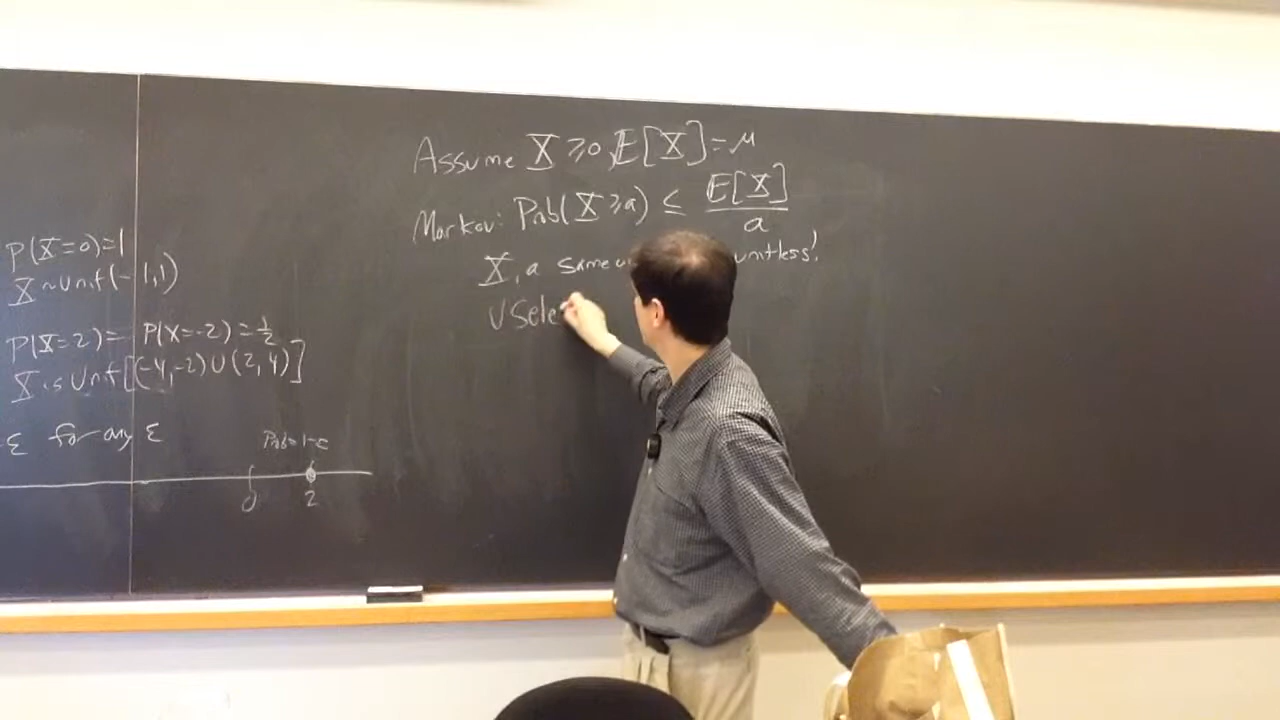 P(X=0)=1
X~Unif(-1,1)
P(X=2)= P(X=-2)=1/2
X is Unif[(-4,-2)∪(2,4)]
ε for any ε
Prob=1-ε
0 2
Assume X≥0, E[X]=μ
Markov: Prob(X≥a) ≤ E[X]/a
X, a same unitless!